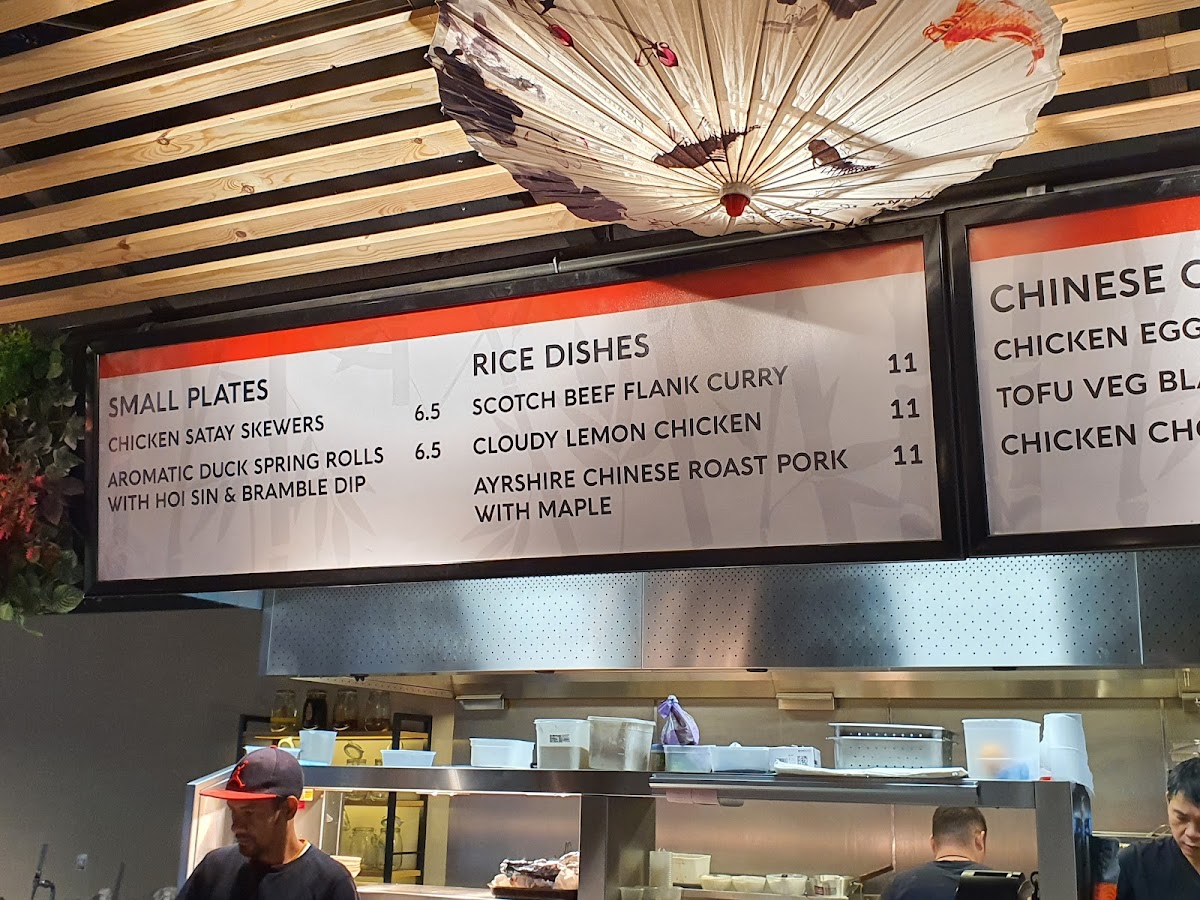 SMALL PLATES
CHICKEN SATAY SKEWERS 6.5
AROMATIC DUCK SPRING ROLLS 6.5
WITH HOI SIN & BRAMBLE DIP
RICE DISHES
SCOTCH BEEF FLANK CURRY 11
CLOUDY LEMON CHICKEN 11
AYRSHIRE CHINESE ROAST PORK 11
WITH MAPLE
CHINESE
CHICKEN EGG
TOFU VEG
CHICKEN